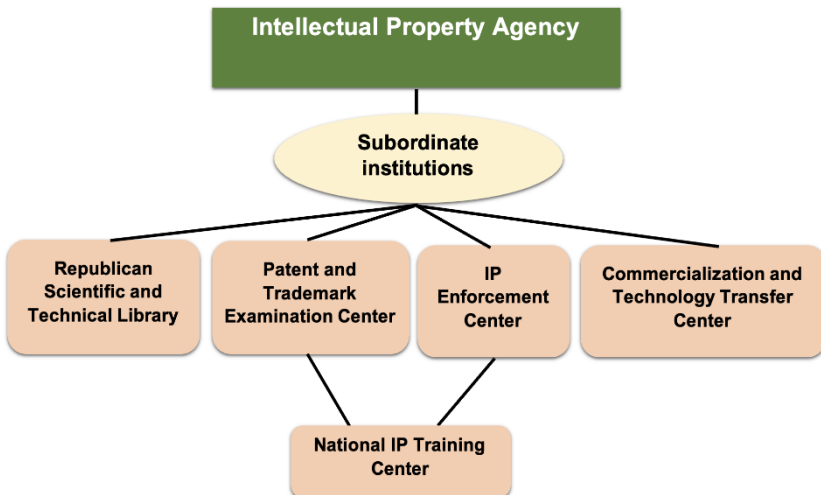 Intellectual Property Agency
Subordinate
institutions
Republican
Scientific and
Technical Library
Patent and
Trademark
Examination Center
IP
Enforcement
Center
Commercialization and
Technology Transfer
Center
National IP Training
Center